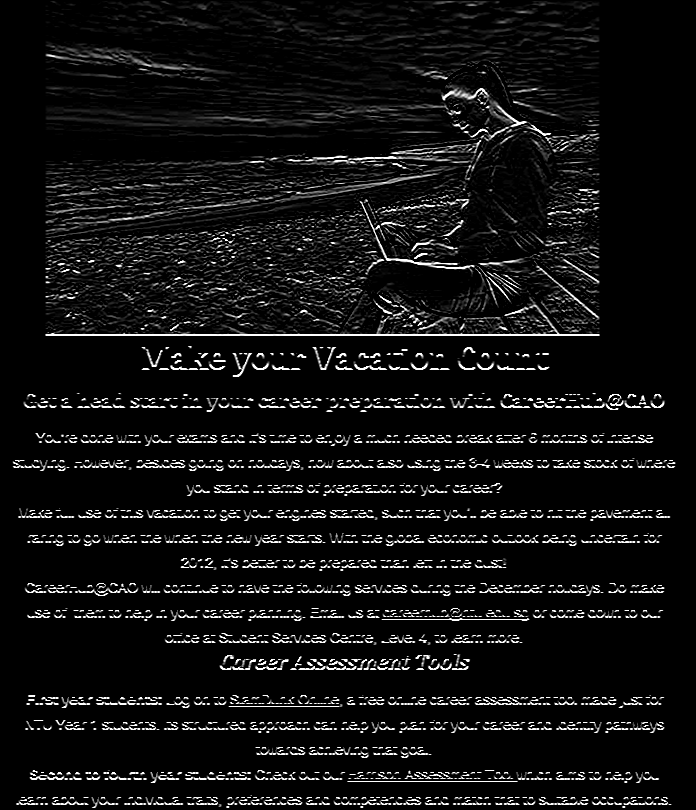 Make your Vacation Count
Get a head start in your career preparation with CareerHub@CAO
You're done with your exams and it's time to enjoy a much needed break after 6 months of intense
studying. However, besides going on holidays, how about also using the 3-4 weeks to take stock of where
you stand in terms of preparation for your career?
Make full use of this vacation to get your engines started, such that you'll be able to hit the pavement all
raring to go when the when the new year starts. With the global economic outlook being uncertain for
2012, it's better to be prepared than left in the dust!
CareerHub@CAO will continue to have the following services during the December holidays. Do make
use of them to help in your career planning. Email us at careerhub@ntu.edu.sg or come down to our
office at Student Services Centre, Level 4, to learn more.
Career Assessment Tools
First year students: Log on to SlamDunk Online, a free online career assessment tool made just for
NTU Year 1 students. Its structured approach can help you plan for your career and identify pathways
towards achieving that goal.
Second to fourth year students: Check out our Harrison Assessment Tool which aims to help you
learn about your individual traits, preferences and competencies and match them to suitable occupations.